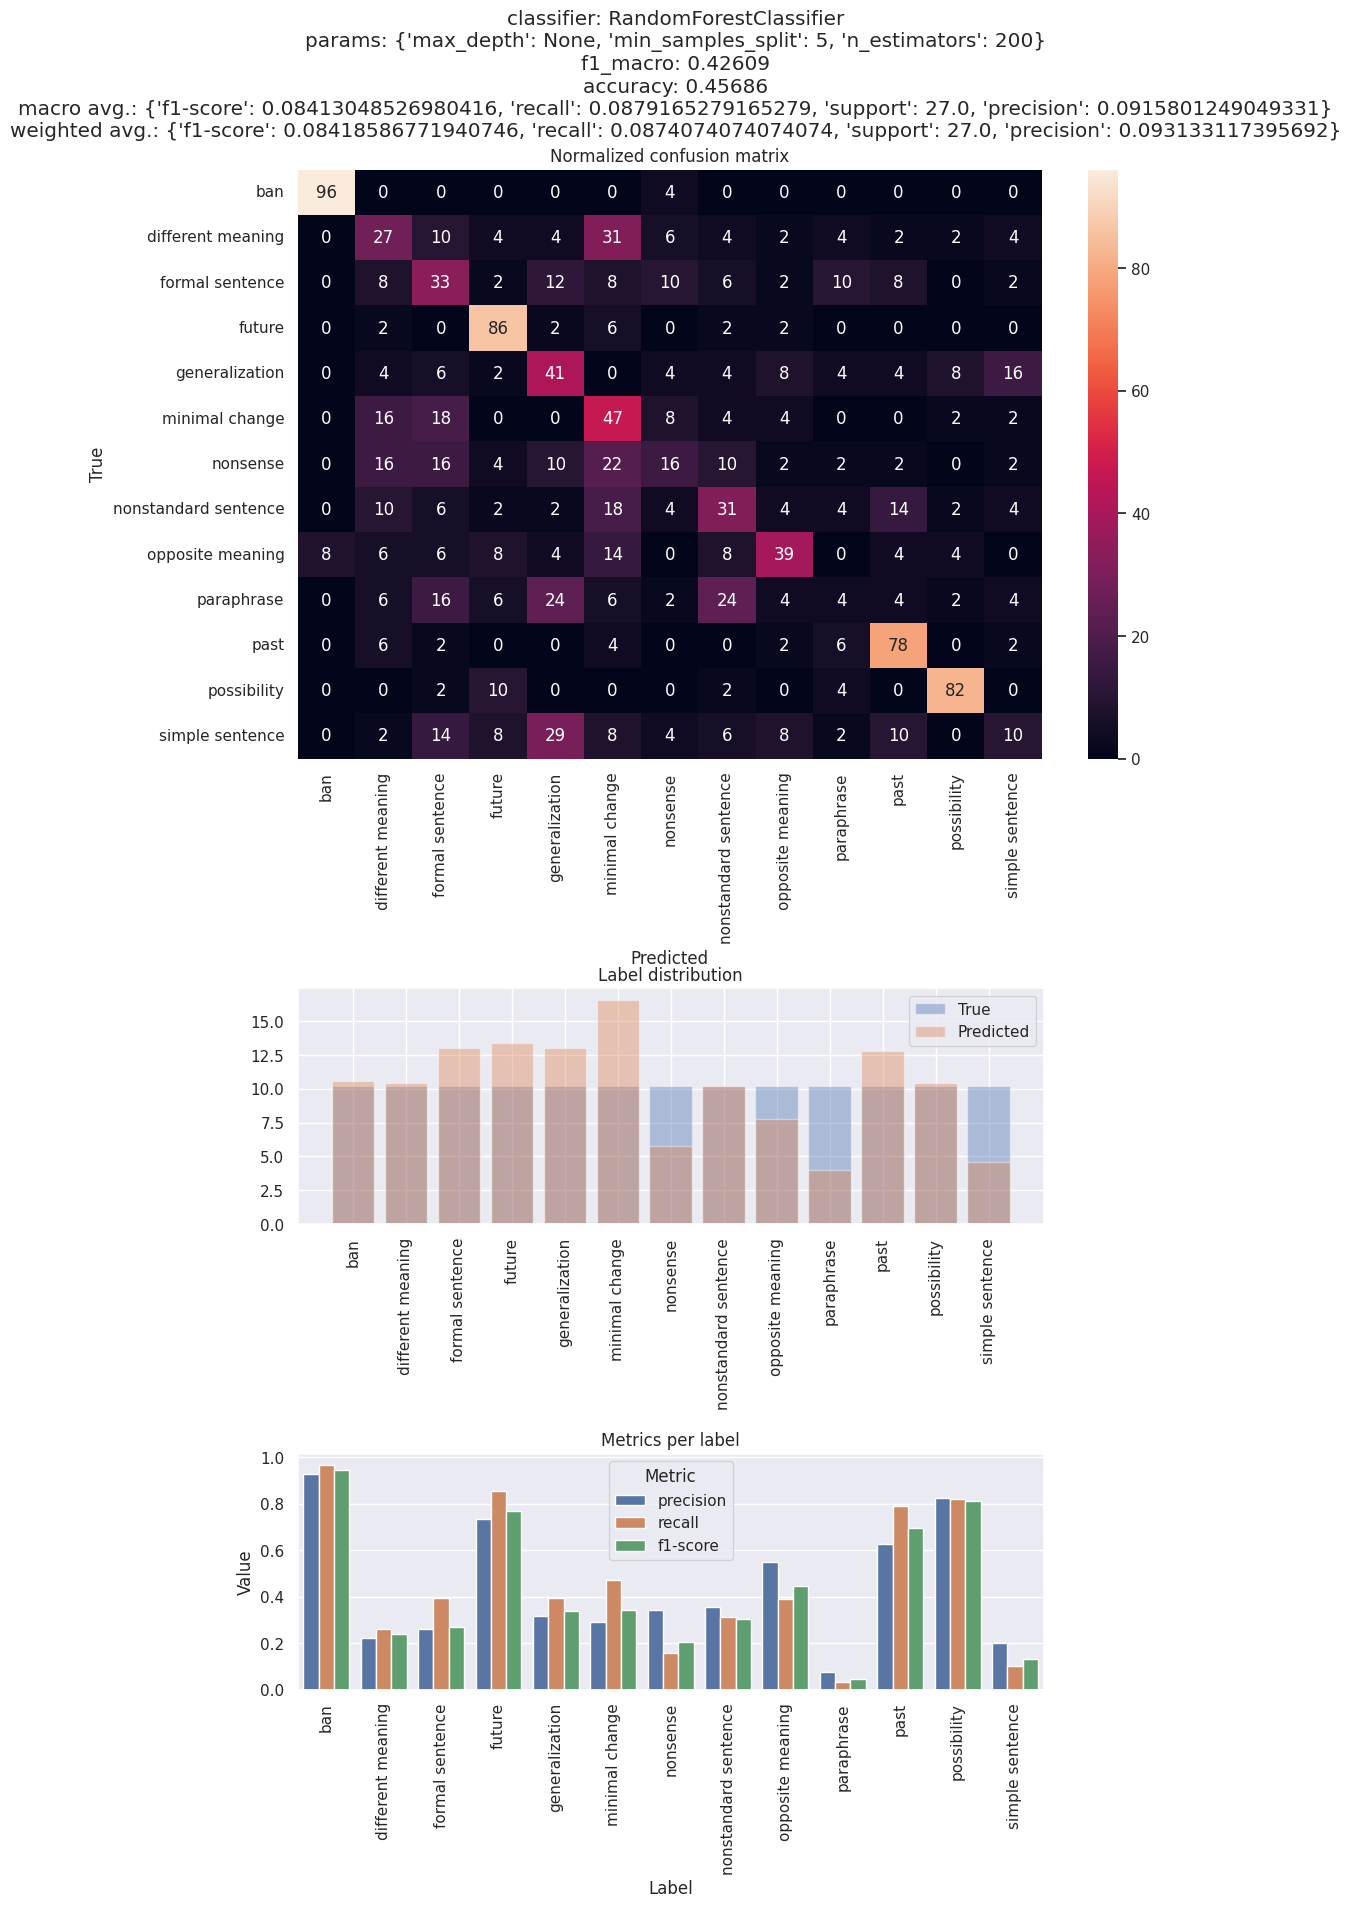 classifier: RandomForestClassifier
params: {'max_depth': None, 'min_samples_split': 5, 'n_estimators': 200}
f1_macro: 0.42609
accuracy: 0.45686
macro avg.: {'f1-score': 0.08413048526980416, 'recall': 0.0879165279165279, 'support': 27.0, 'precision': 0.0915801249049331}
weighted avg.: {'f1-score': 0.08418586771940746, 'recall': 0.0874074074074074, 'support': 27.0, 'precision': 0.093133117395692}
Normalized confusion matrix
True
ban 96 0 0 0 0 0 4 0 0 0 0 0 0
different meaning 0 27 10 4 4 31 6 4 2 4 2 2 4
formal sentence 0 8 33 2 12 8 10 6 2 10 8 0 2
future 0 2 0 86 2 6 0 2 2 0 0 0 0
generalization 0 4 6 2 41 0 4 4 8 4 4 8 16
minimal change 0 16 18 0 0 47 8 4 4 0 0 2 2
nonsense 0 16 16 4 10 22 16 10 2 2 2 0 2
nonstandard sentence 0 10 6 2 2 18 4 31 4 4 14 2 4
opposite meaning 8 6 6 8 4 14 0 8 39 0 4 4 0
paraphrase 0 6 16 6 24 6 2 24 4 4 4 2 4
past 0 6 2 0 0 4 0 0 2 6 78 0 2
possibility 0 0 2 10 0 0 0 2 0 4 0 82 0
simple sentence 0 2 14 8 29 8 4 6 8 2 10 0 10
ban different meaning formal sentence future generalization minimal change nonsense nonstandard sentence opposite meaning paraphrase past possibility simple sentence
80
60
40
20
0
Predicted
Label distribution
True
Predicted
15.0
12.5
10.0
7.5
5.0
2.5
0.0
ban different meaning formal sentence future generalization minimal change nonsense nonstandard sentence opposite meaning paraphrase past possibility simple sentence
Metrics per label
Metric
precision
recall
f1-score
Value
1.0
0.8
0.6
0.4
0.2
0.0
ban different meaning formal sentence future generalization minimal change nonsense nonstandard sentence opposite meaning paraphrase past possibility simple sentence
Label